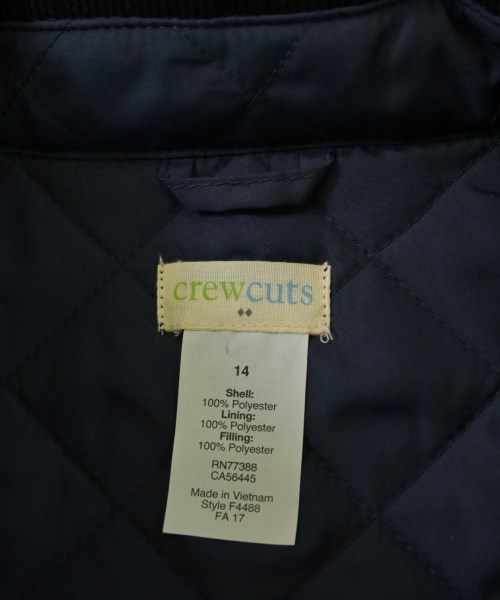 crewcuts
14
Shell:
100% Polyester
Lining:
100% Polyester
Filling:
100% Polyester
RN77388
CA56445
Made in Vietnam
Style F4488
FA 17